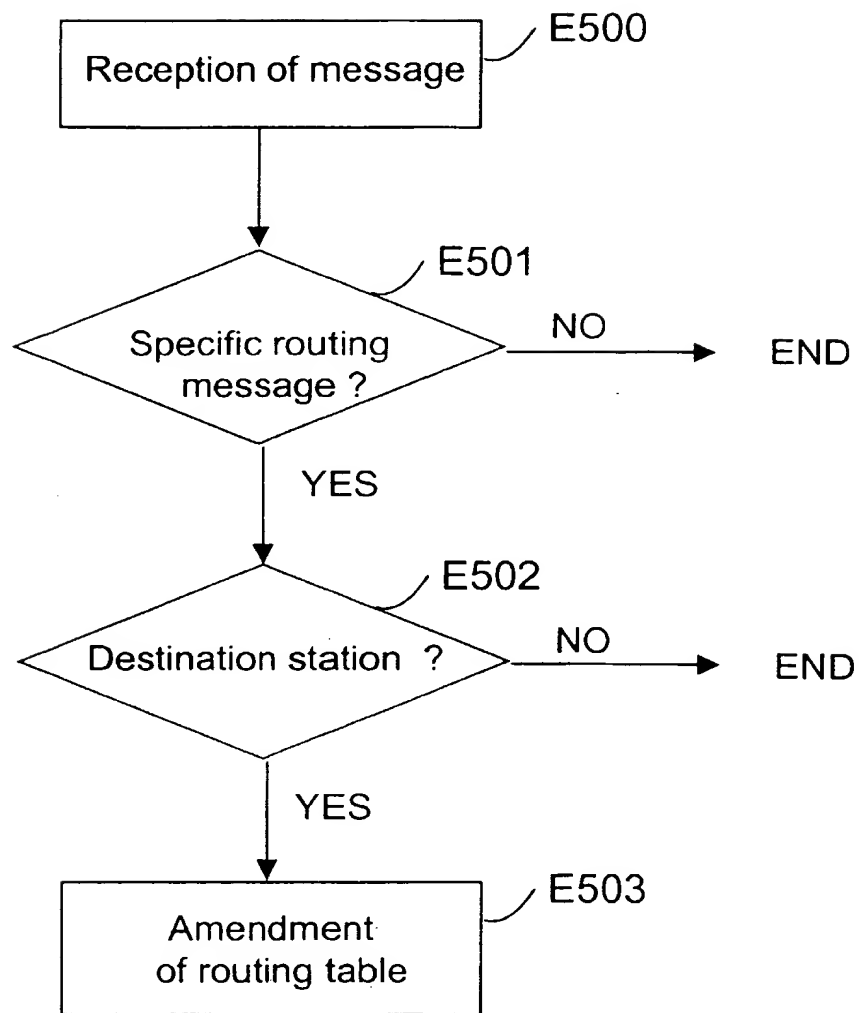 E500
Reception of message
E501
Specific routing
message ?
NO
END
YES
E502
Destination station ?
NO
END
YES
E503
Amendment
of routing table